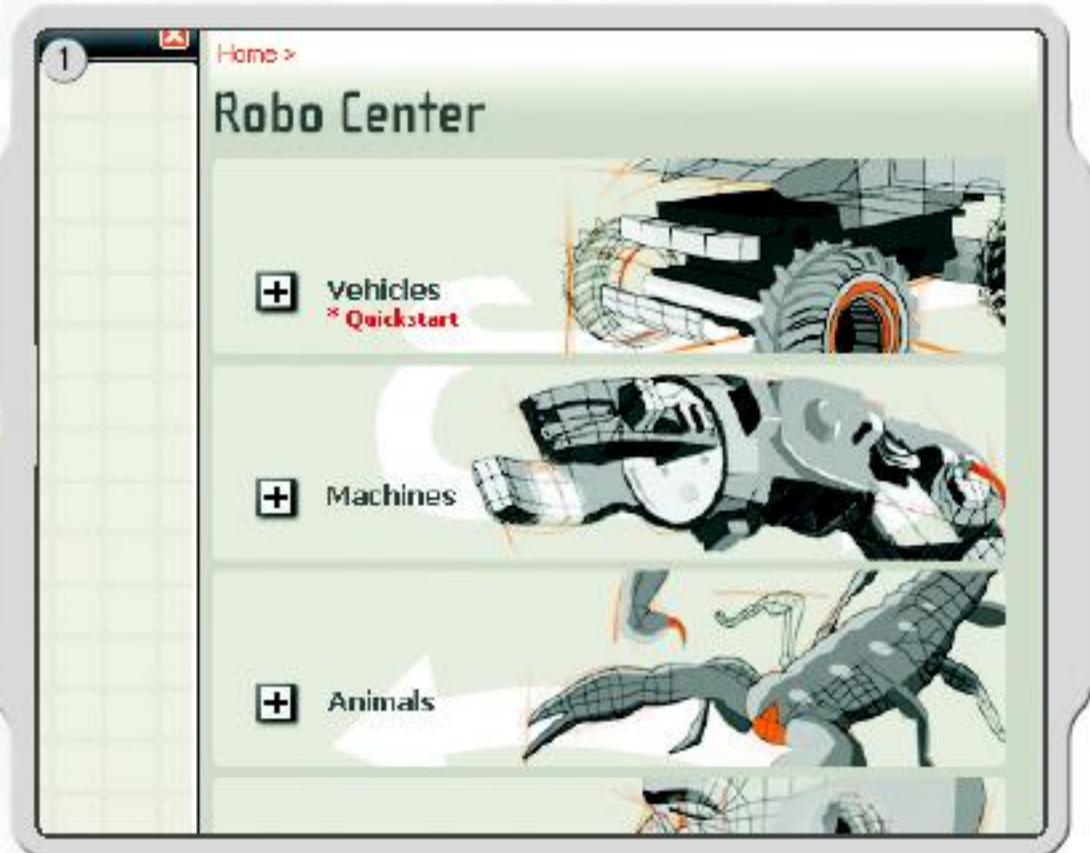 1
Home >
Robo Center
Vehicles
* Quickstart
Machines
Animals